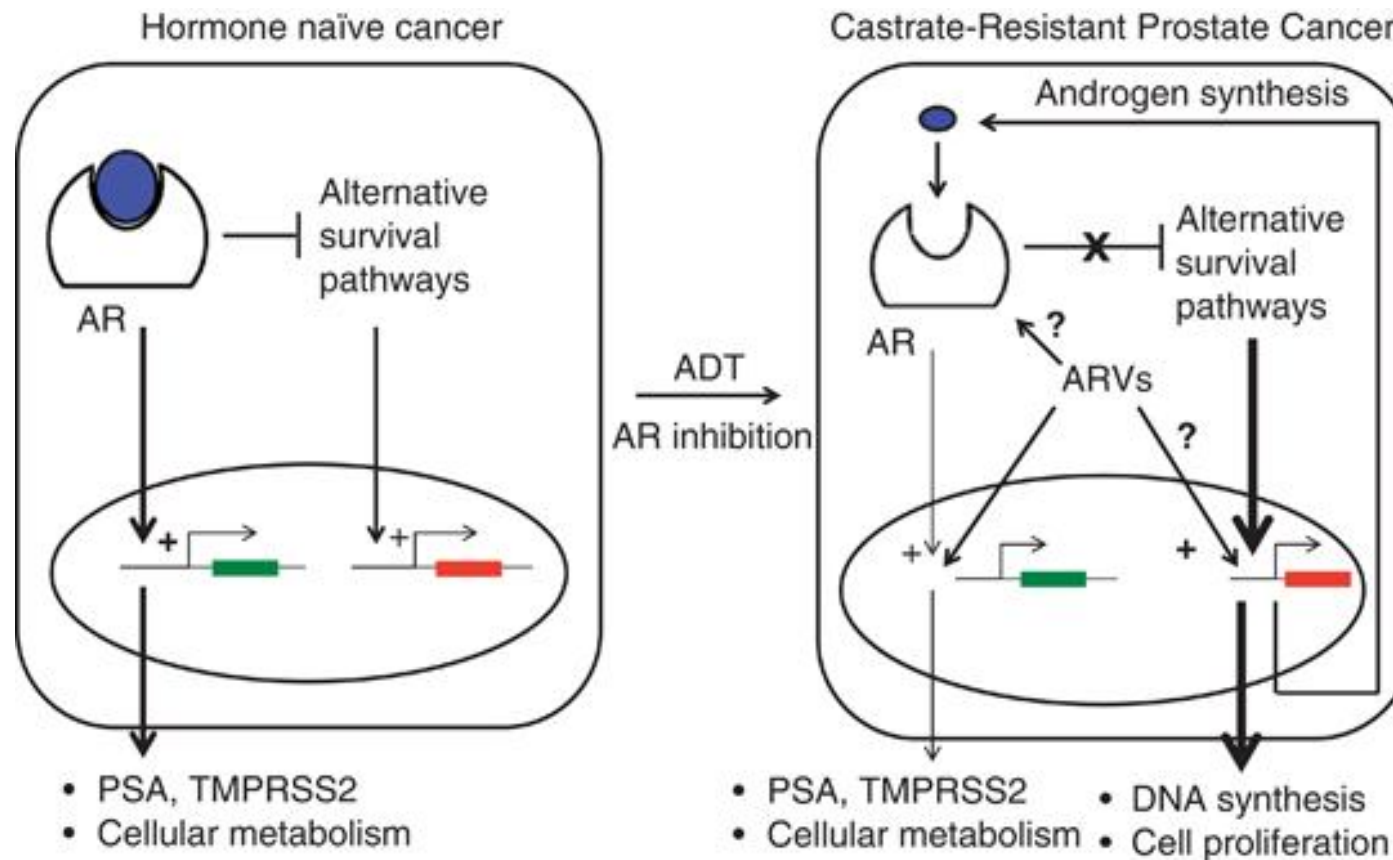 Hormone naïve cancer
Alternative
survival
pathways
AR
+
+
• PSA, TMPRSS2
• Cellular metabolism
ADT
AR inhibition
Castrate-Resistant Prostate Cancer
Androgen synthesis
X
Alternative
survival
pathways
AR
?
ARVs
?
+
+
• PSA, TMPRSS2
• Cellular metabolism
• DNA synthesis
• Cell proliferation